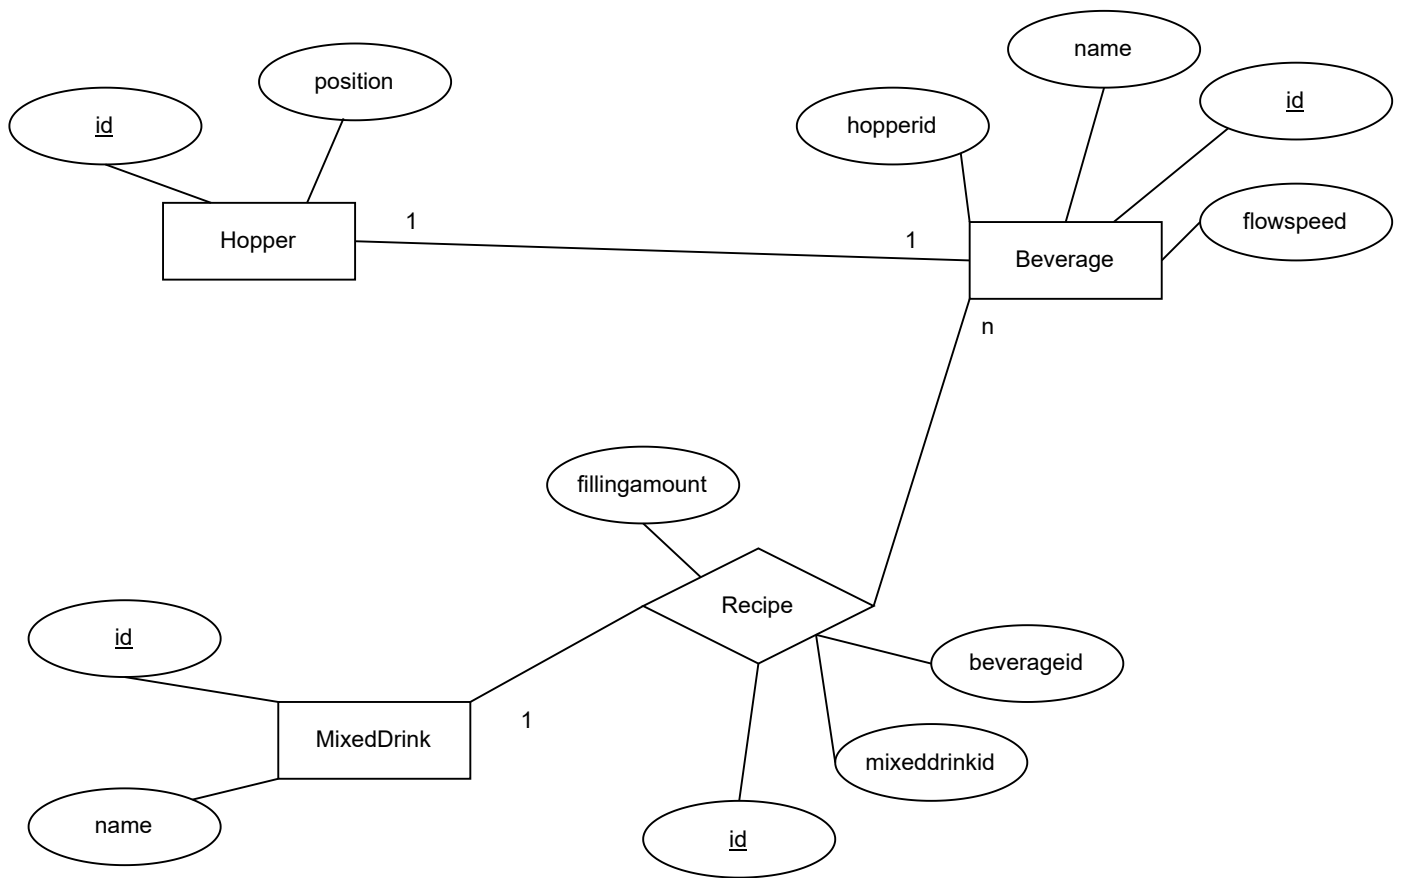 name
position
id
id
hopperid
flowspeed
1
Hopper
1
Beverage
n
fillingamount
Recipe
id
beverageid
1
MixedDrink
mixeddrinkid
name
id